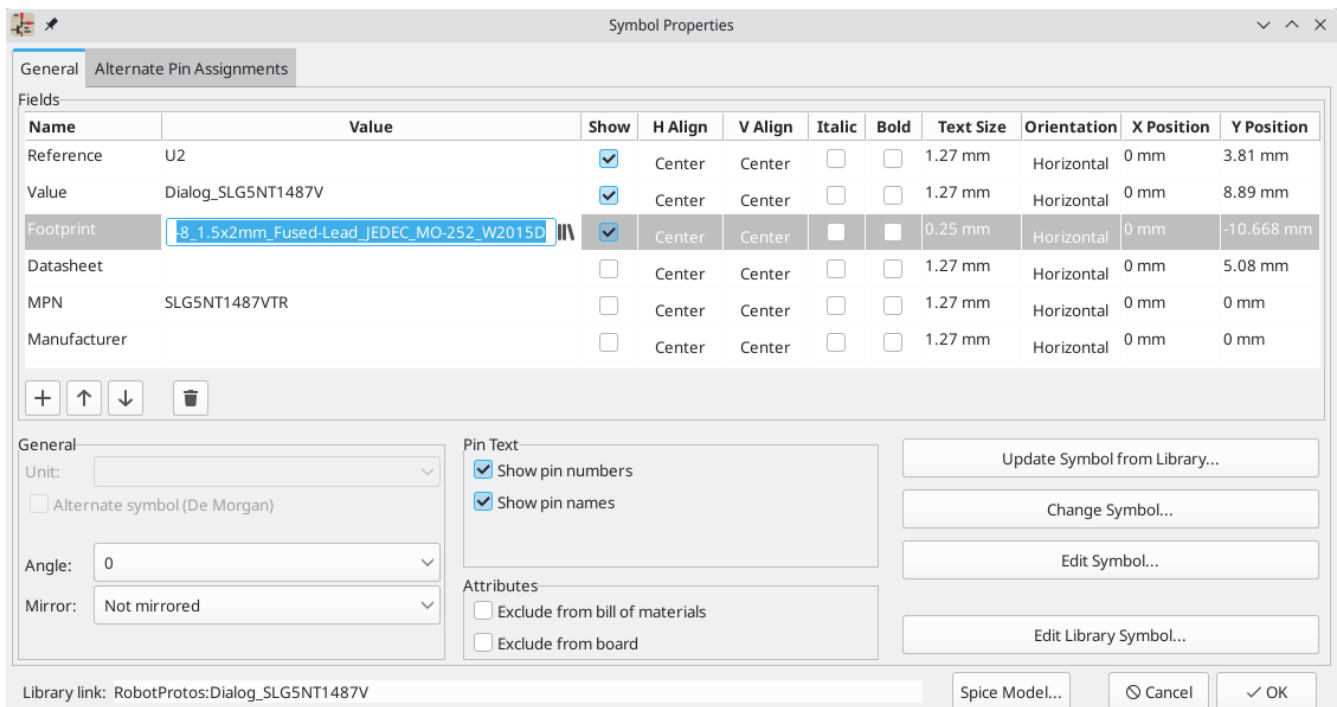 Symbol Properties
General Alternate Pin Assignments
Fields
Name Value Show H Align V Align Italic Bold Text Size Orientation X Position Y Position
Reference U2 Center Center 1.27 mm Horizontal 0 mm 3.81 mm
Value Dialog_SLG5NT1487V Center Center 1.27 mm Horizontal 0 mm 8.89 mm
Footprint -8_1.5x2mm_Fused-Lead_JEDEC_MO-252_W2015D Center Center 0.25 mm Horizontal 0 mm -10.668 mm
Datasheet Center Center 1.27 mm Horizontal 0 mm 5.08 mm
MPN SLG5NT1487VTR Center Center 1.27 mm Horizontal 0 mm 0 mm
Manufacturer Center Center 1.27 mm Horizontal 0 mm 0 mm
General
Unit:
Alternate symbol (De Morgan)
Angle: 0
Mirror: Not mirrored
Pin Text
Show pin numbers
Show pin names
Attributes
Exclude from bill of materials
Exclude from board
Update Symbol from Library...
Change Symbol...
Edit Symbol...
Edit Library Symbol...
Library link: RobotProtos:Dialog_SLG5NT1487V Spice Model... Cancel OK